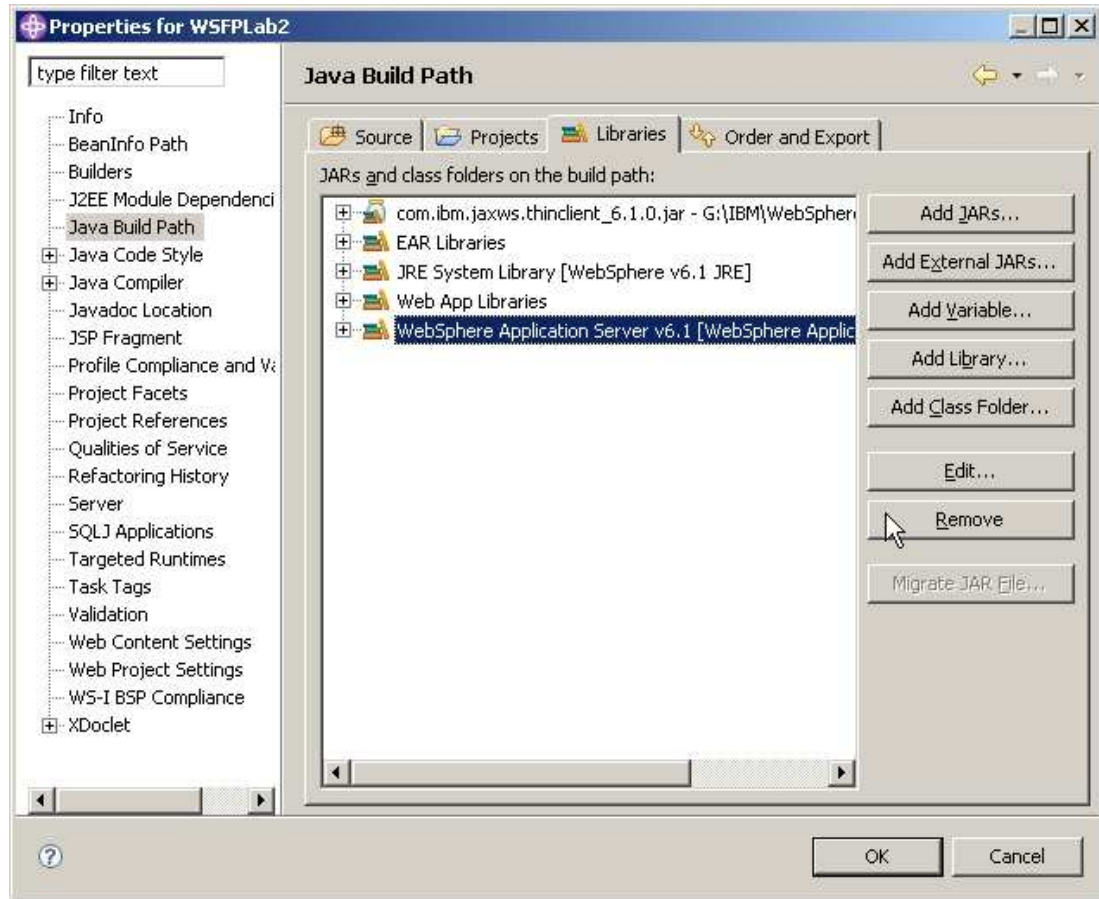 Properties for WSFPLab2
type filter text
Info
BeanInfo Path
Builders
J2EE Module Dependenci
Java Build Path
Java Code Style
Java Compiler
Javadoc Location
JSP Fragment
Profile Compliance and Va
Project Facets
Project References
Qualities of Service
Refactoring History
Server
SQLJ Applications
Targeted Runtimes
Task Tags
Validation
Web Content Settings
Web Project Settings
WS-I BSP Compliance
XDoclet
Java Build Path
Source Projects Libraries Order and Export
JARs and class folders on the build path:
com.ibm.jaxws.thinclient_6.1.0.jar - G:\IBM\WebSpher
EAR Libraries
JRE System Library [WebSphere v6.1 JRE]
Web App Libraries
WebSphere Application Server v6.1 [WebSphere Applic
Add JARs...
Add External JARs...
Add Variable...
Add Library...
Add Class Folder...
Edit...
Remove
Migrate JAR File...
OK Cancel